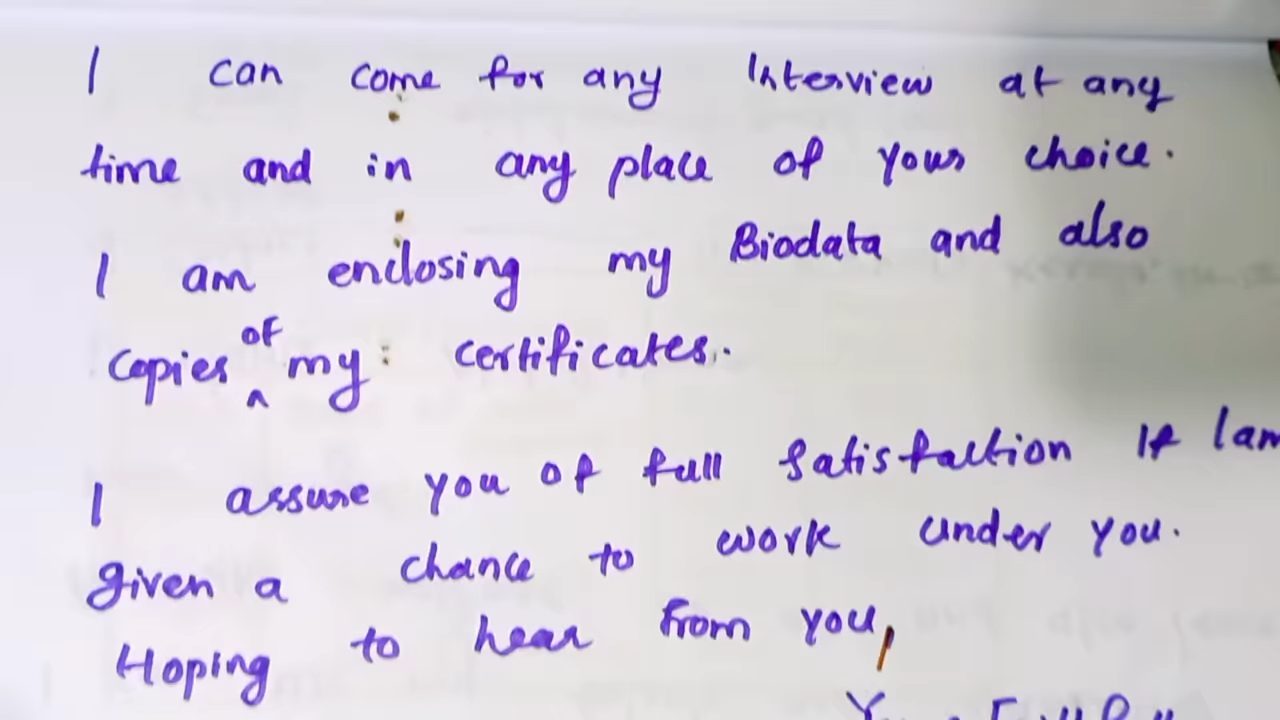 I can come for any Interview at any
time and in any place of your choice.
I am enclosing my Biodata and also
copies of my certificates.
I assure you of full satisfaction If I am
given a chance to work under you.
Hoping to hear from you,